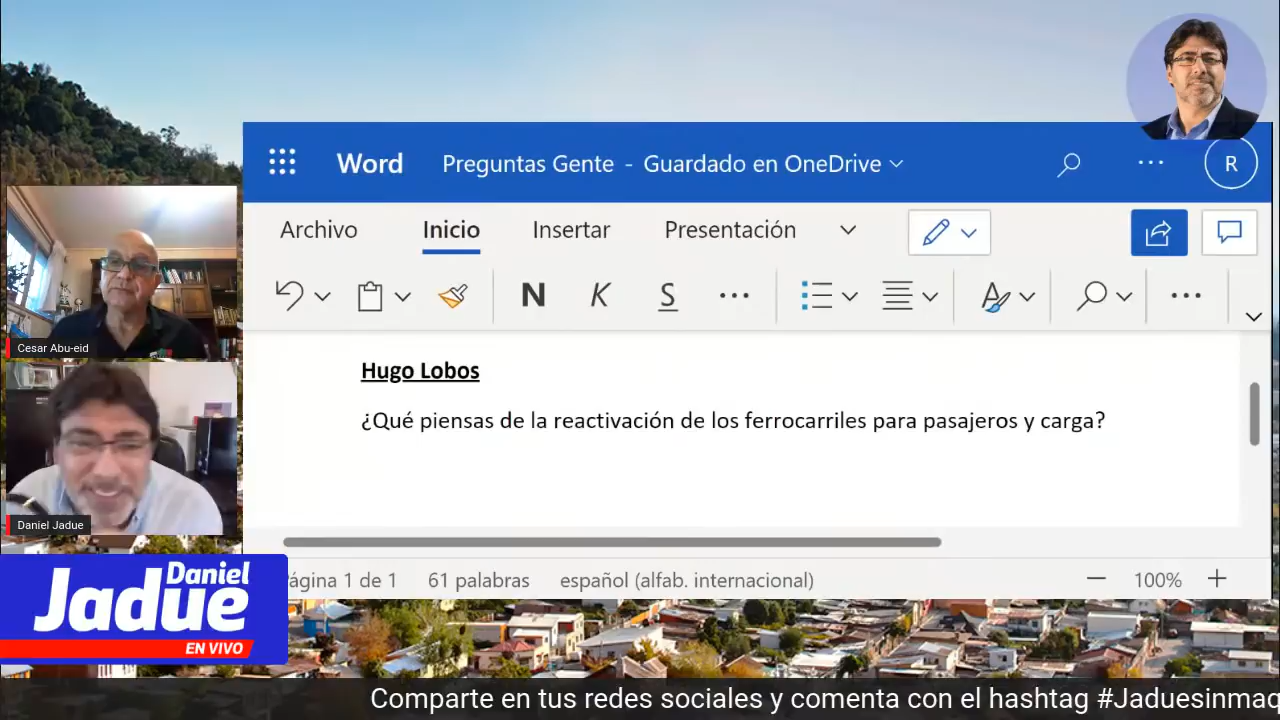 Word
Preguntas Gente - Guardado en OneDrive
R
Archivo
Inicio
Insertar
Presentación
N
K
S
Cesar Abu-eid
Hugo Lobos
¿Qué piensas de la reactivación de los ferrocarriles para pasajeros y carga?
Daniel Jadue
Daniel
Jadue
EN VIVO
ágina 1 de 1
61 palabras
español (alfab. internacional)
100%
Comparte en tus redes sociales y comenta con el hashtag #Jaduesinmaq